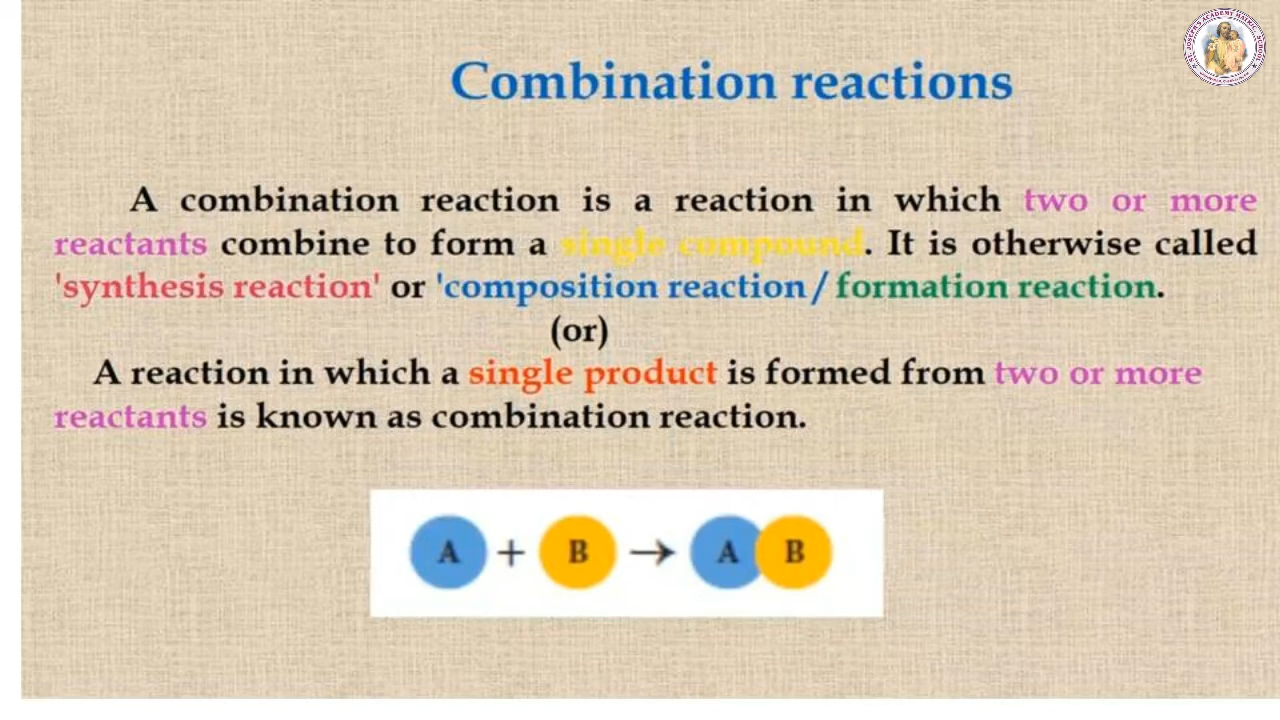 Combination reactions
A combination reaction is a reaction in which two or more
reactants combine to form a single compound. It is otherwise called
'synthesis reaction' or 'composition reaction/formation reaction.
(or)
A reaction in which a single product is formed from two or more
reactants is known as combination reaction.
A + B → A B